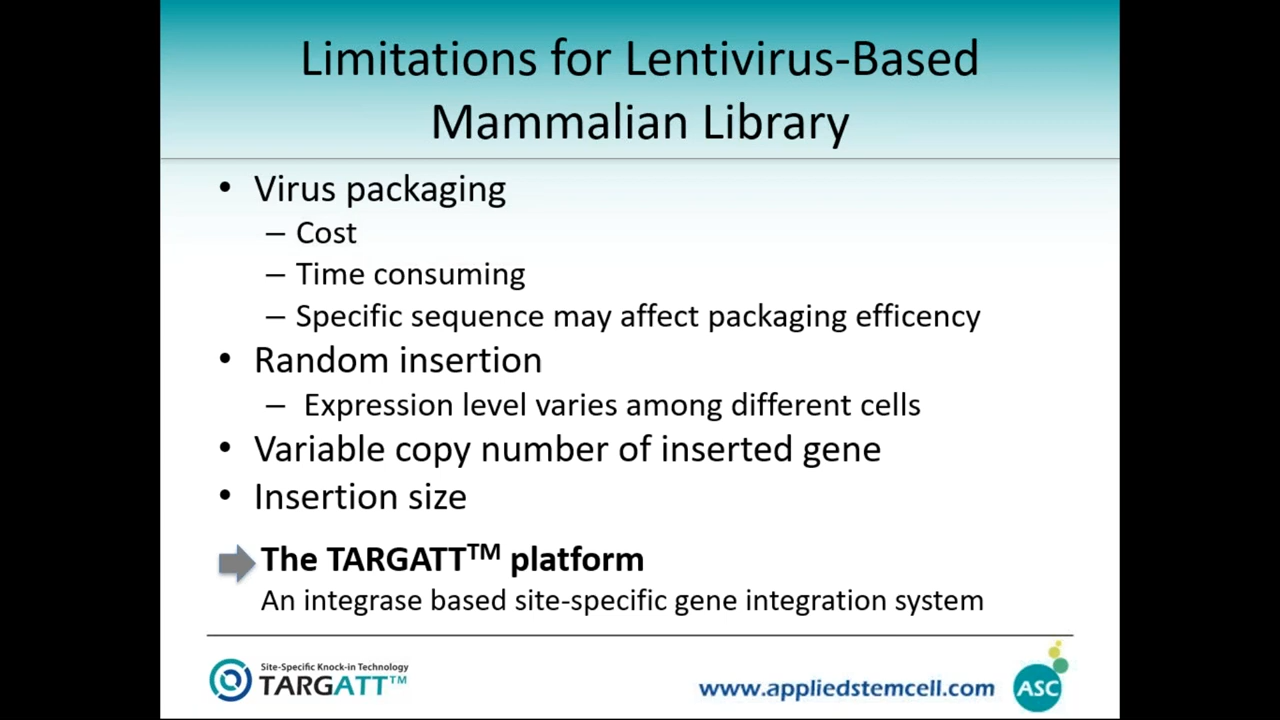 Limitations for Lentivirus-Based
Mammalian Library
• Virus packaging
– Cost
– Time consuming
– Specific sequence may affect packaging efficency
• Random insertion
– Expression level varies among different cells
• Variable copy number of inserted gene
• Insertion size
The TARGATT™ platform
An integrase based site-specific gene integration system
Site-Specific Knock-in Technology
TARGATT™
www.appliedstemcell.com
ASC